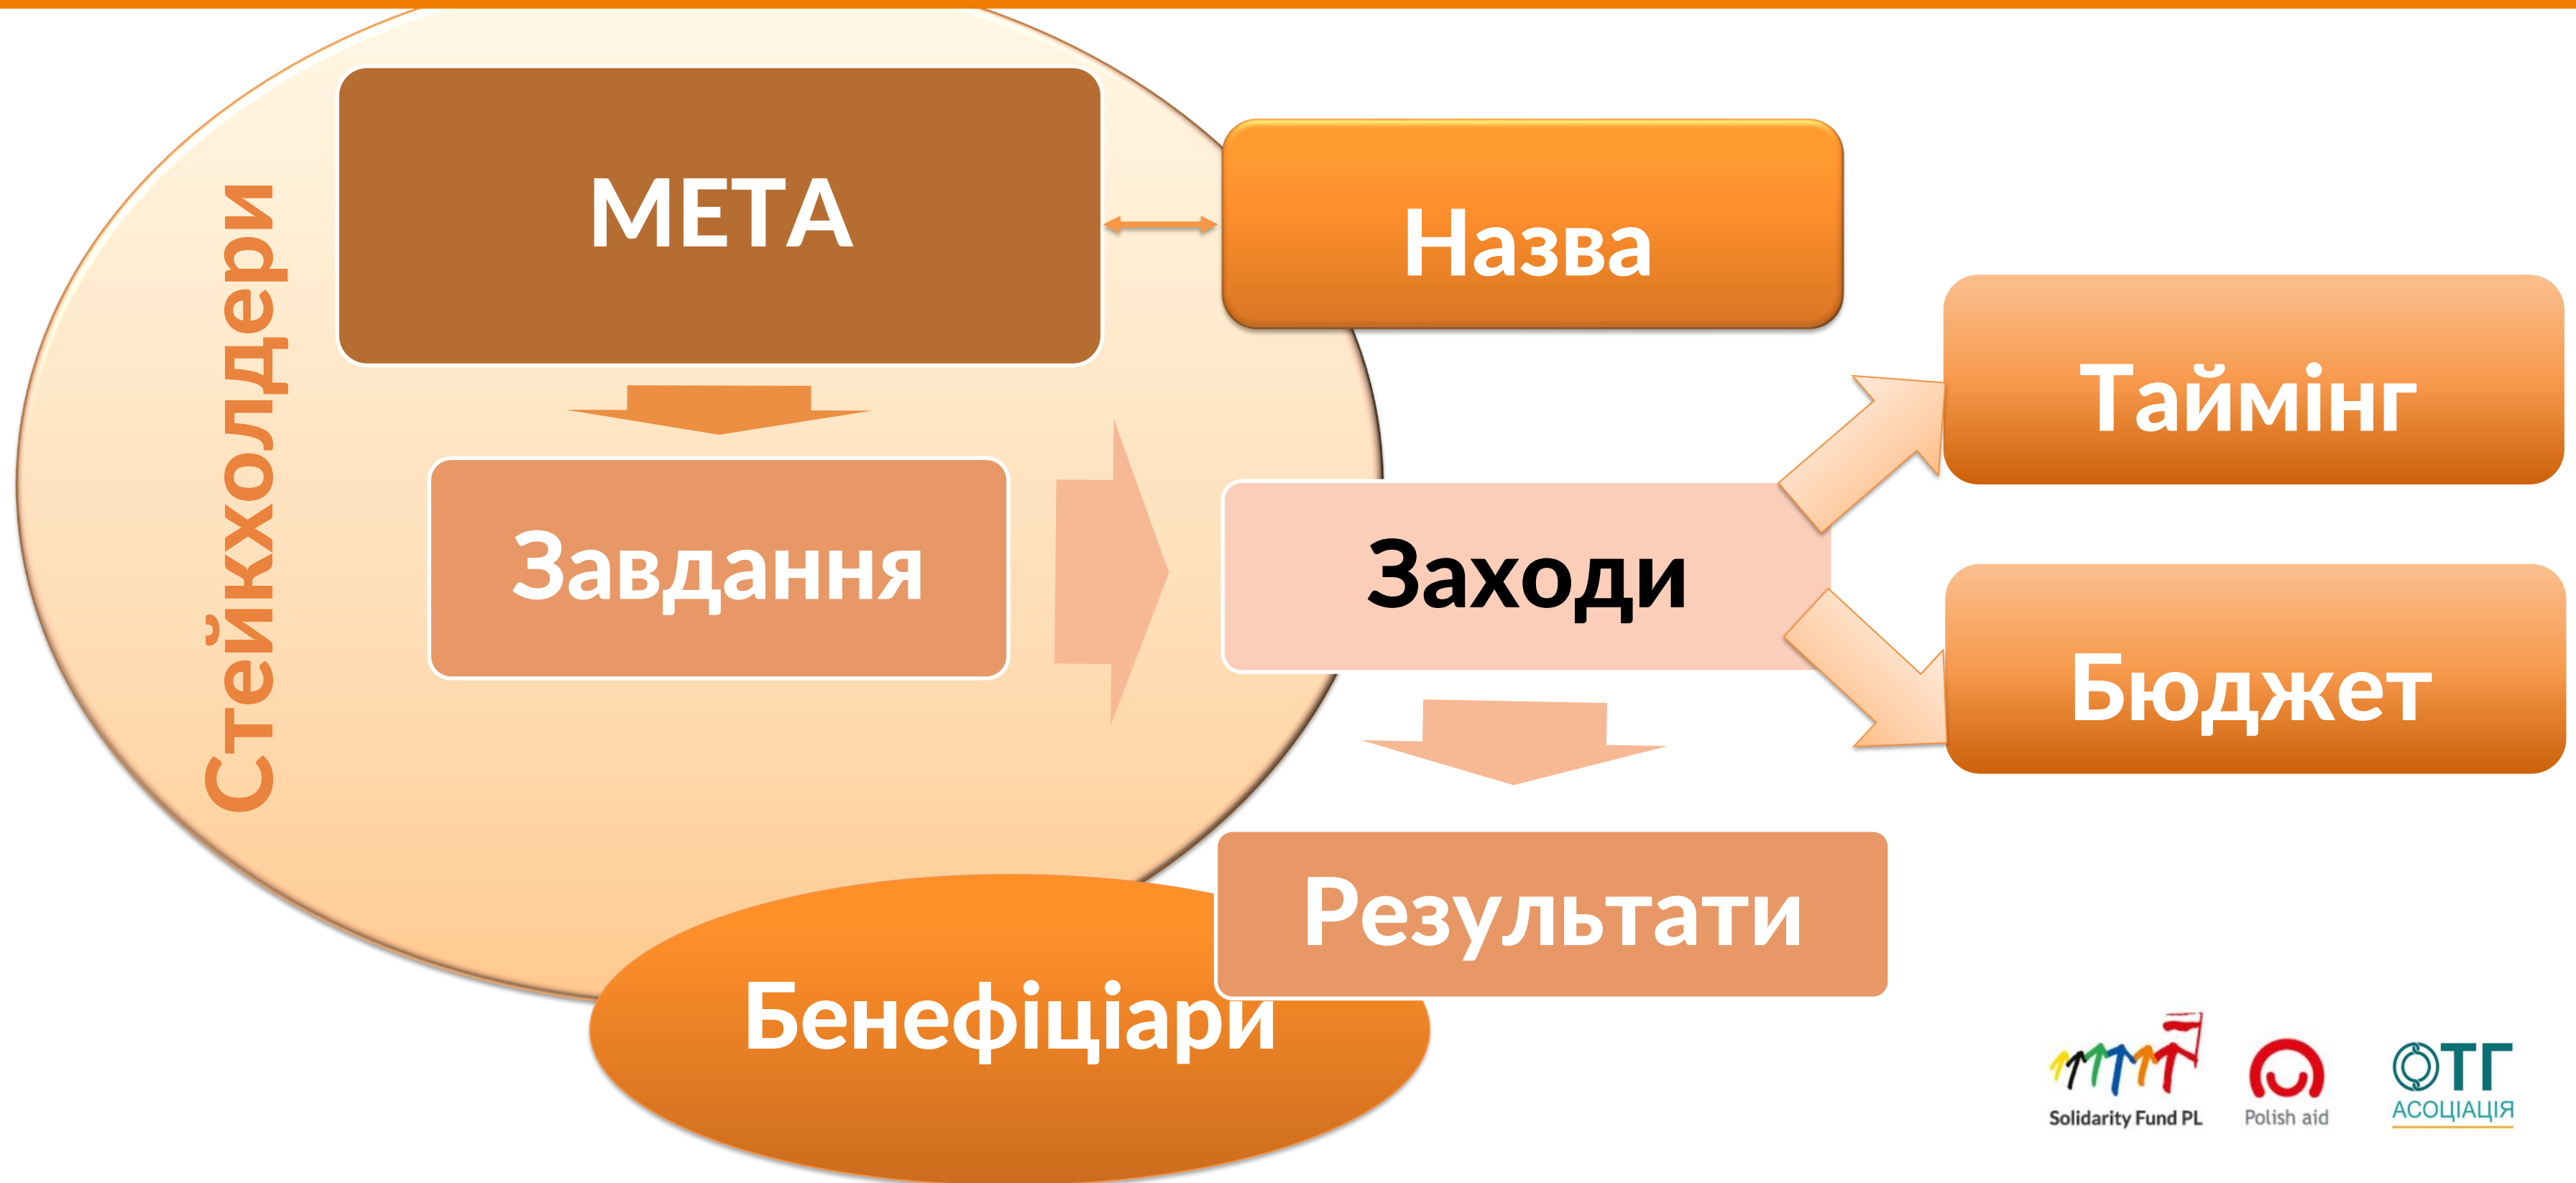 МЕТА
Назва
Стейкхолдери
Таймінг
Завдання
Заходи
Бюджет
Результати
Бенефіціари
Solidarity Fund PL
Polish aid
ОТГ
АСОЦІАЦІЯ